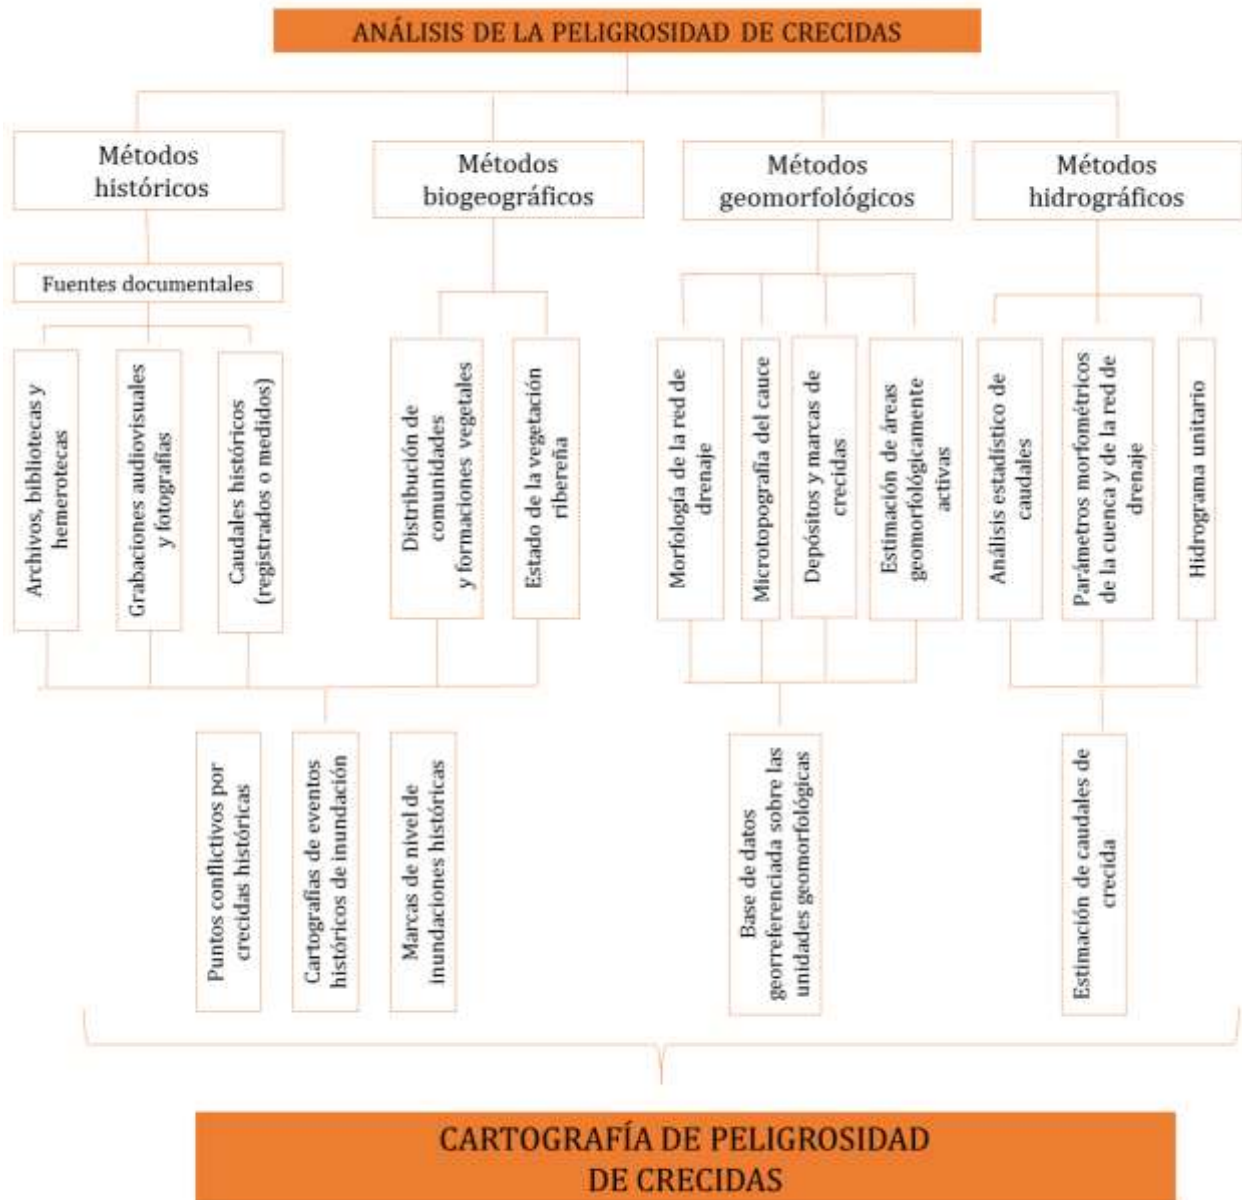 ANÁLISIS DE LA PELIGROSIDAD DE CRECIDAS
Métodos
históricos
Métodos
biogeográficos
Métodos
geomorfológicos
Métodos
hidrográficos
Fuentes documentales
Archivos, bibliotecas y
hemerotecas
Grabaciones audiovisuales
y fotografías
Caudales históricos
(registrados o medidos)
Distribución de
comunidades
y formaciones vegetales
Estado de la vegetación
ribereña
Morfología de la red de
drenaje
Microtopografía del cauce
Depósitos y marcas de
crecidas
Estimación de áreas
geomorfológicamente
activas
Análisis estadístico de
caudales
Parámetros morfométricos
de la cuenca y de la red de
drenaje
Hidrograma unitario
Puntos conflictivos por
crecidas históricas
Cartografías de eventos
históricos de inundación
Marcas de nivel de
inundaciones históricas
Base de datos
georreferenciada sobre las
unidades geomorfológicas
Estimación de caudales de
crecida
CARTOGRAFÍA DE PELIGROSIDAD
DE CRECIDAS